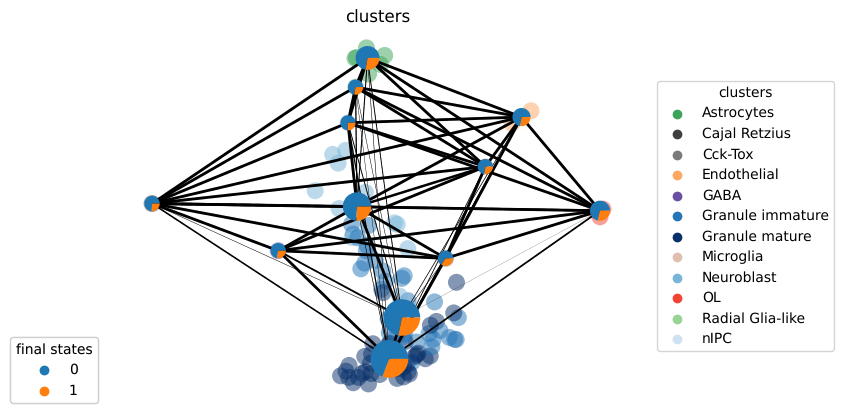 clusters
clusters
Astrocytes
Cajal Retzius
Cck-Tox
Endothelial
GABA
Granule immature
Granule mature
Microglia
Neuroblast
OL
Radial Glia-like
nIPC
final states
0
1